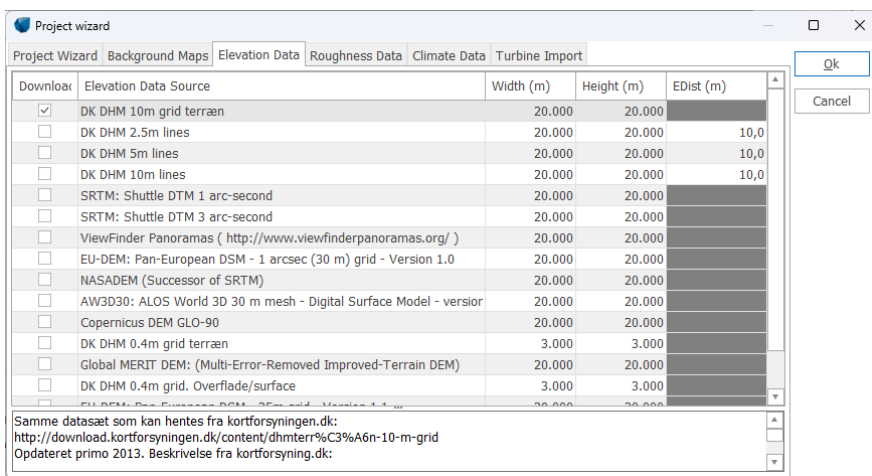 Project wizard
Project Wizard Background Maps Elevation Data Roughness Data Climate Data Turbine Import
Ok
Cancel
Download Elevation Data Source Width (m) Height (m) EDist (m)
DK DHM 10m grid terræn 20.000 20.000
DK DHM 2.5m lines 20.000 20.000 10,0
DK DHM 5m lines 20.000 20.000 10,0
DK DHM 10m lines 20.000 20.000 10,0
SRTM: Shuttle DTM 1 arc-second 20.000 20.000
SRTM: Shuttle DTM 3 arc-second 20.000 20.000
ViewFinder Panoramas ( http://www.viewfinderpanoramas.org/ ) 20.000 20.000
EU-DEM: Pan-European DSM - 1 arcsec (30 m) grid - Version 1.0 20.000 20.000
NASADEM (Successor of SRTM) 20.000 20.000
AW3D30: ALOS World 3D 30 m mesh - Digital Surface Model - versior 20.000 20.000
Copernicus DEM GLO-90 20.000 20.000
DK DHM 0.4m grid terræn 3.000 3.000
Global MERIT DEM: (Multi-Error-Removed Improved-Terrain DEM) 20.000 20.000
DK DHM 0.4m grid. Overflade/surface 3.000 3.000
Samme datasæt som kan hentes fra kortforsyningen.dk:
http://download.kortforsyningen.dk/content/dhmterr%C3%A6n-10-m-grid
Opdateret primo 2013. Beskrivelse fra kortforsyning.dk: